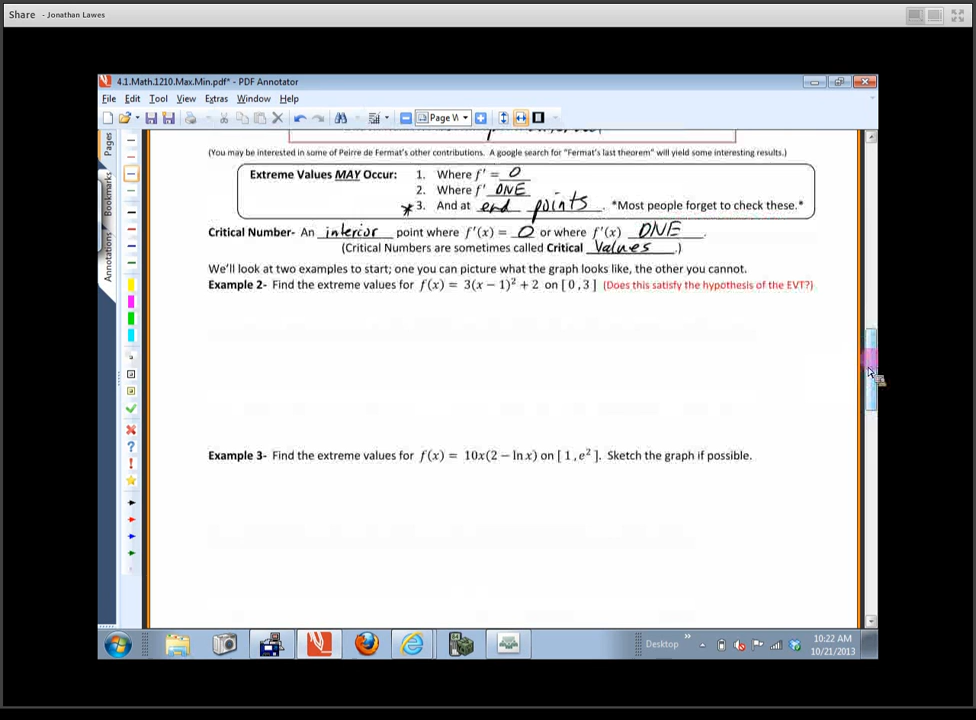 Share - Jonathan Lawes
4.1.Math.1210.Max.Min.pdf* - PDF Annotator
File Edit Tool View Extras Window Help
Page W
Pages
Bookmarks
Annotations
(You may be interested in some of Peirre de Fermat's other contributions. A google search for "Fermat's last theorem" will yield some interesting results.)
Extreme Values MAY Occur: 1. Where f' = 0
2. Where f' DNE
*3. And at end points. *Most people forget to check these.*
Critical Number- An interior point where f'(x) = 0 or where f'(x) DNE.
(Critical Numbers are sometimes called Critical Values.)
We'll look at two examples to start; one you can picture what the graph looks like, the other you cannot.
Example 2- Find the extreme values for f(x) = 3(x − 1)² + 2 on [0,3] (Does this satisfy the hypothesis of the EVT?)
Example 3- Find the extreme values for f(x) = 10x(2 − ln x) on [1,e²]. Sketch the graph if possible.
Desktop
10:22 AM
10/21/2013